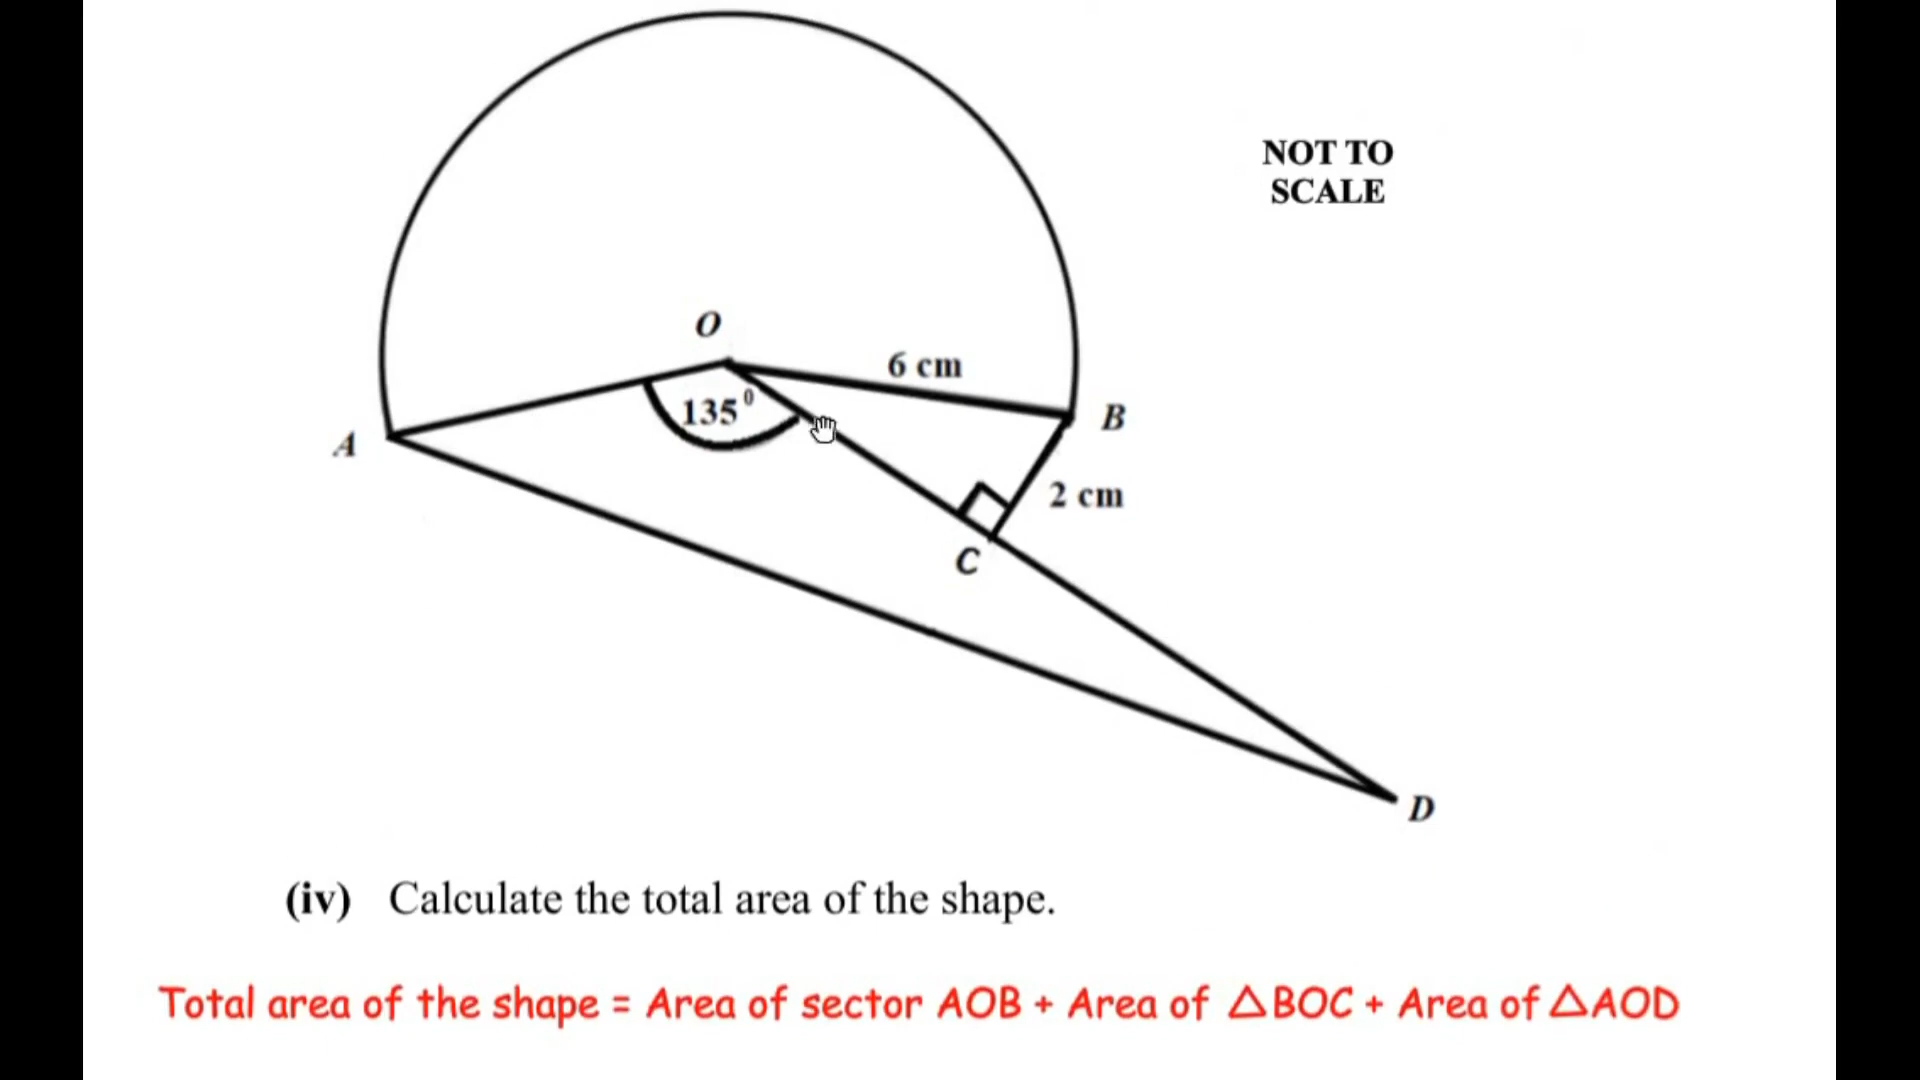 NOT TO
SCALE
O
6 cm
135⁰
A
B
2 cm
C
D
(iv) Calculate the total area of the shape.
Total area of the shape = Area of sector AOB + Area of △BOC + Area of △AOD